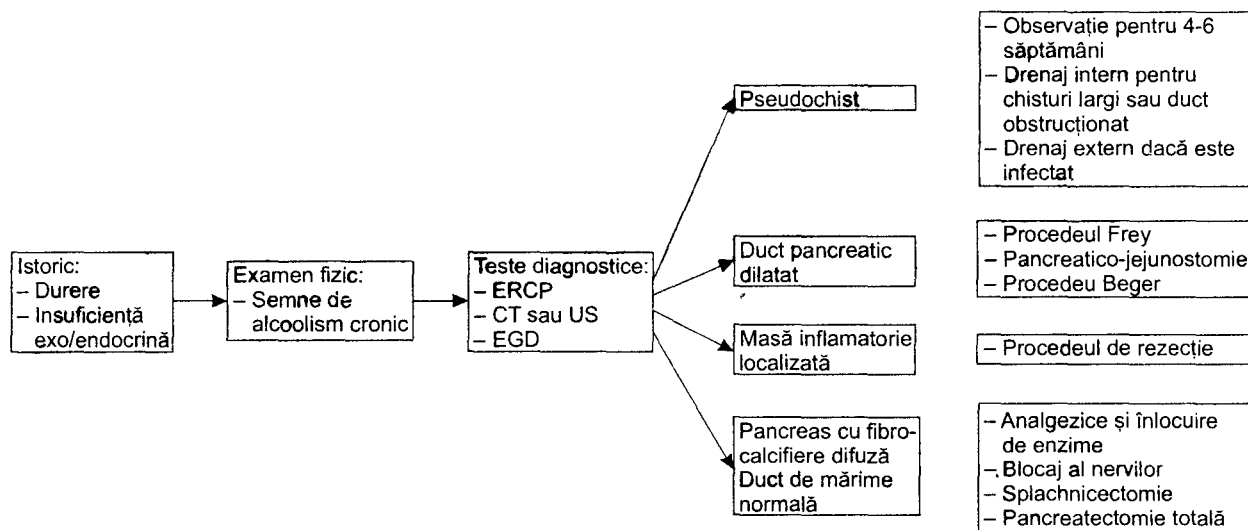 Istoric:
– Durere
– Insuficiență
exo/endocrină
Examen fizic:
– Semne de
alcoolism cronic
Teste diagnostice:
– ERCP
– CT sau US
– EGD
Pseudochist
– Observație pentru 4-6
săptămâni
– Drenaj intern pentru
chisturi largi sau duct
obstrucționat
– Drenaj extern dacă este
infectat
Duct pancreatic
dilatat
– Procedeul Frey
– Pancreatico-jejunostomie
– Procedeu Beger
Masă inflamatorie
localizată
– Procedeul de rezecție
Pancreas cu fibro-
calcifiere difuză
Duct de mărime
normală
– Analgezice și înlocuire
de enzime
– Blocaj al nervilor
– Splachnicectomie
– Pancreatectomie totală